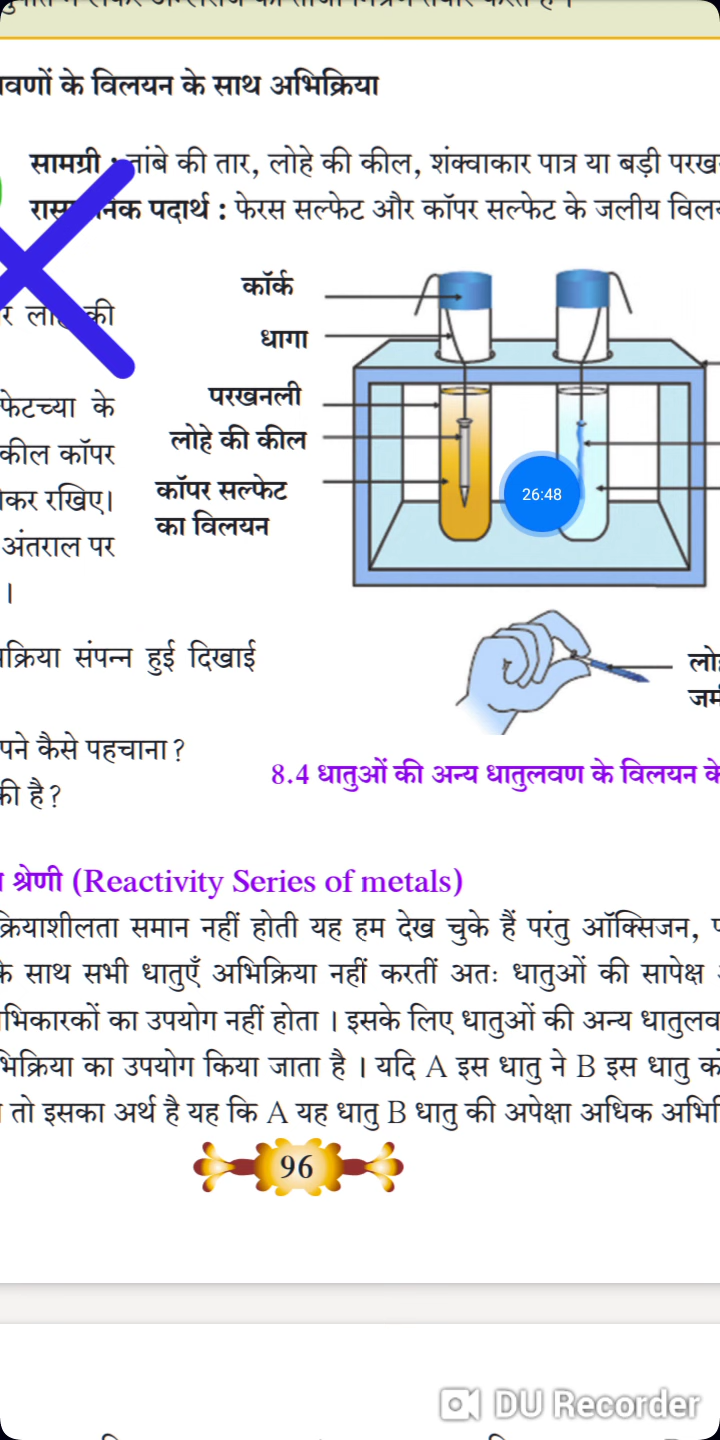 वणों के विलयन के साथ अभिक्रिया
सामग्री : तांबे की तार, लोहे की कील, शंक्वाकार पात्र या बड़ी परख
पदार्थ : फेरस सल्फेट और कॉपर सल्फेट के जलीय विल
र की
कॉर्क
धागा
फेटच्या के
परखनली
कील कॉपर
लोहे की कील
कर रखिए।
कॉपर सल्फेट
का विलयन
अंतराल पर
।
26:48
क्रिया संपन्न हुई दिखाई
लो
जम
पने कैसे पहचाना?
की है?
8.4 धातुओं की अन्य धातुलवण के विलयन के
श्रेणी (Reactivity Series of metals)
क्रियाशीलता समान नहीं होती यह हम देख चुके हैं परंतु ऑक्सिजन,
के साथ सभी धातुएँ अभिक्रिया नहीं करतीं अतः धातुओं की सापेक्ष
भिकारकों का उपयोग नहीं होता । इसके लिए धातुओं की अन्य धातुलव
भिक्रिया का उपयोग किया जाता है । यदि A इस धातु ने B इस धातु को
तो इसका अर्थ है यह कि A यह धातु B धातु की अपेक्षा अधिक अभि
96
DU Recorder